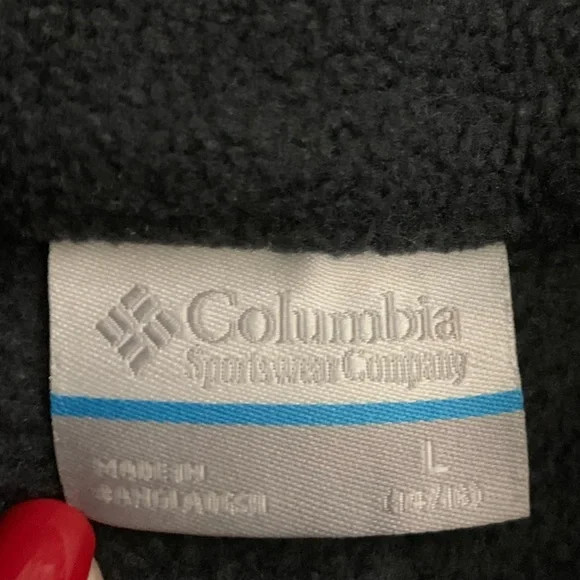 Columbia
Sportswear Company
MADE IN
BANGLADESH
L
(14/16)